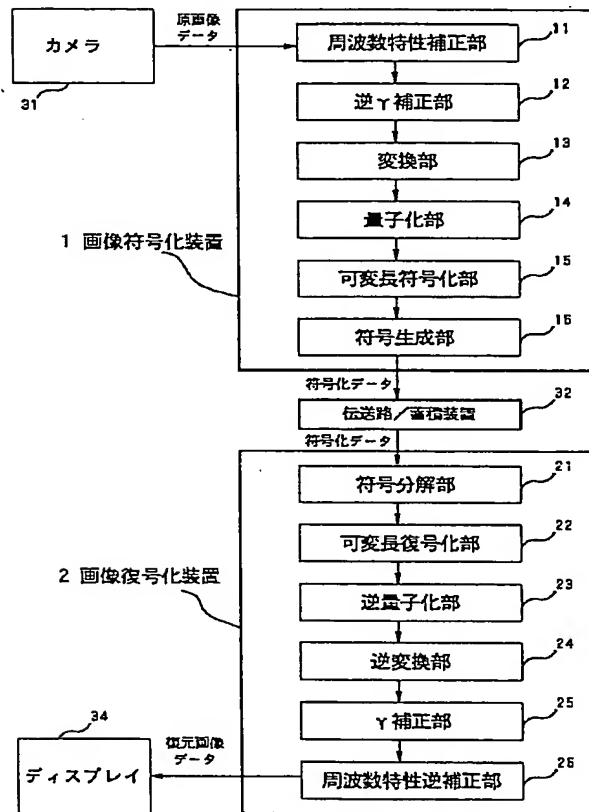 カメラ
31
原画像
データ
周波数特性補正部
11
逆γ補正部
12
変換部
13
量子化部
14
1 画像符号化装置
可変長符号化部
15
符号生成部
16
符号化データ
伝送路/蓄積装置
32
符号化データ
符号分解部
21
可変長復号化部
22
2 画像復号化装置
逆量子化部
23
逆変換部
24
γ補正部
25
34
ディスプレイ
復元画像
データ
周波数特性逆補正部
26